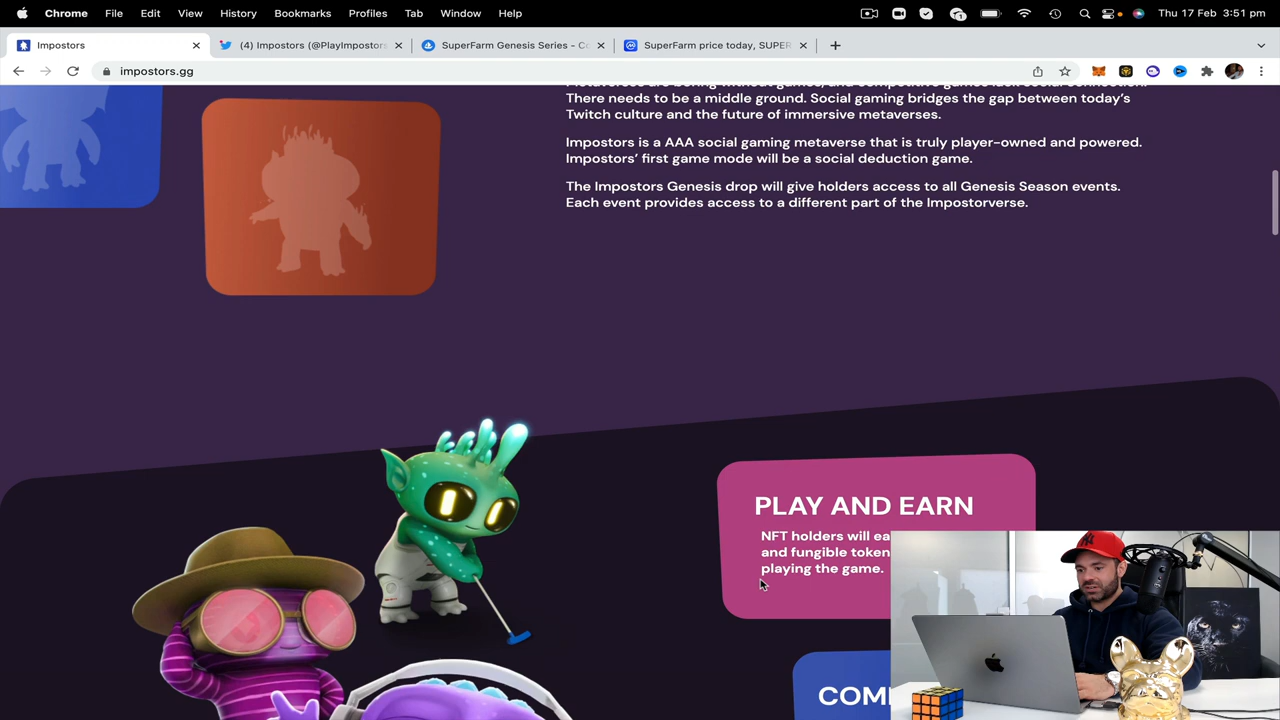 Chrome File Edit View History Bookmarks Profiles Tab Window Help Thu 17 Feb 3:51 pm
Impostors (4) Impostors (@PlayImpostors SuperFarm Genesis Series - Co SuperFarm price today, SUPER
impostors.gg
There needs to be a middle ground. Social gaming bridges the gap between today's
Twitch culture and the future of immersive metaverses.
Impostors is a AAA social gaming metaverse that is truly player-owned and powered.
Impostors' first game mode will be a social deduction game.
The Impostors Genesis drop will give holders access to all Genesis Season events.
Each event provides access to a different part of the Impostorverse.
PLAY AND EARN
NFT holders will ea
and fungible token
playing the game.
COM